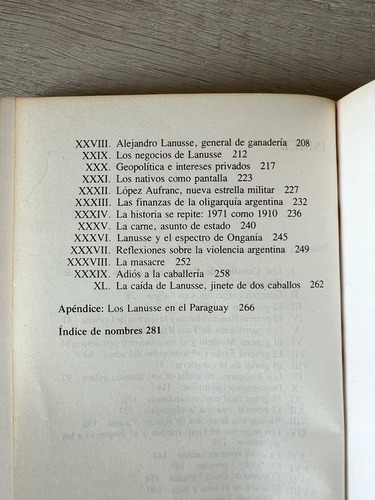 XXVIII. Alejandro Lanusse, general de ganadería 208
XXIX. Los negocios de Lanusse 212
XXX. Geopolítica e intereses privados 217
XXXI. Los nativos como pantalla 223
XXXII. López Aufranc, nueva estrella militar 227
XXXIII. Las finanzas de la oligarquía argentina 232
XXXIV. La historia se repite: 1971 como 1910 236
XXXV. La carne, asunto de estado 240
XXXVI. Lanusse y el espectro de Onganía 245
XXXVII. Reflexiones sobre la violencia argentina 249
XXXVIII. La masacre 252
XXXIX. Adiós a la caballería 258
XL. La caída de Lanusse, jinete de dos caballos 262
Apéndice: Los Lanusse en el Paraguay 266
Índice de nombres 281